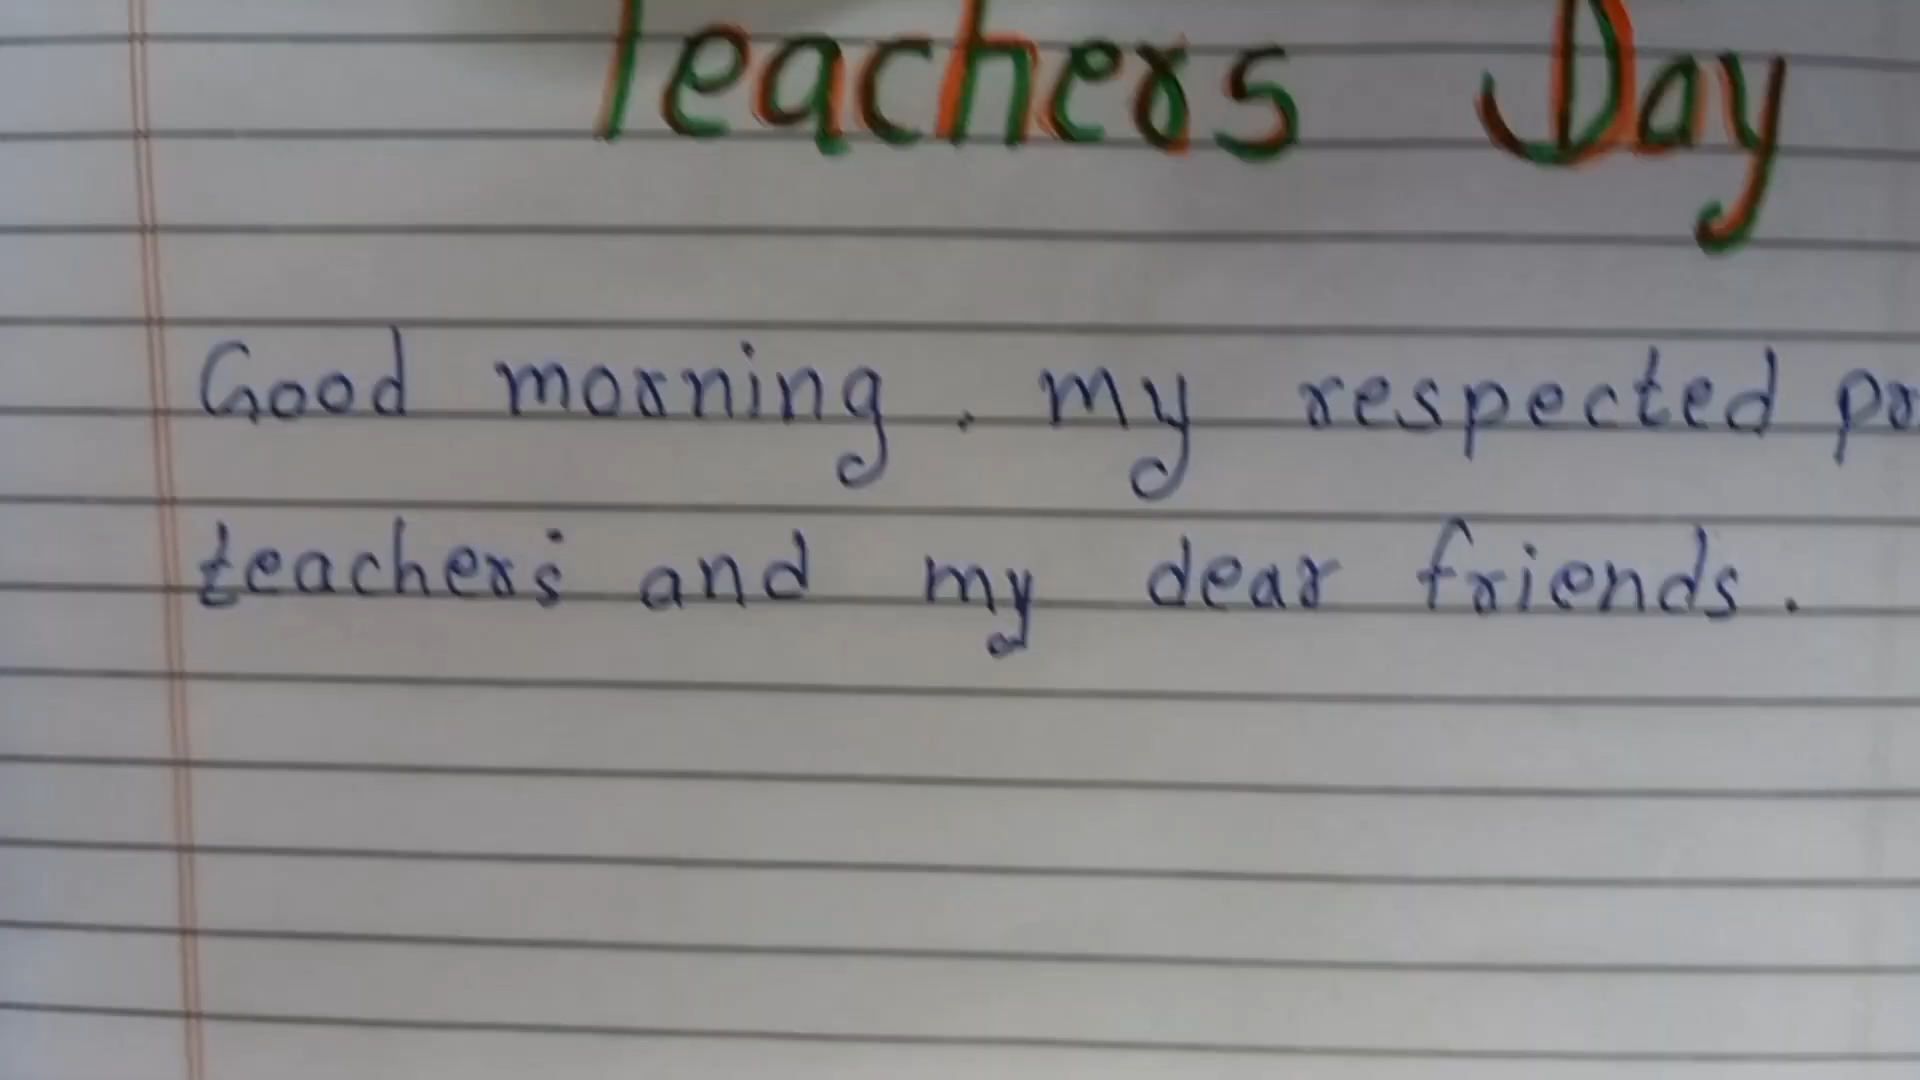 Teachers Day
Good morning. my respected
teachers and my dear friends.